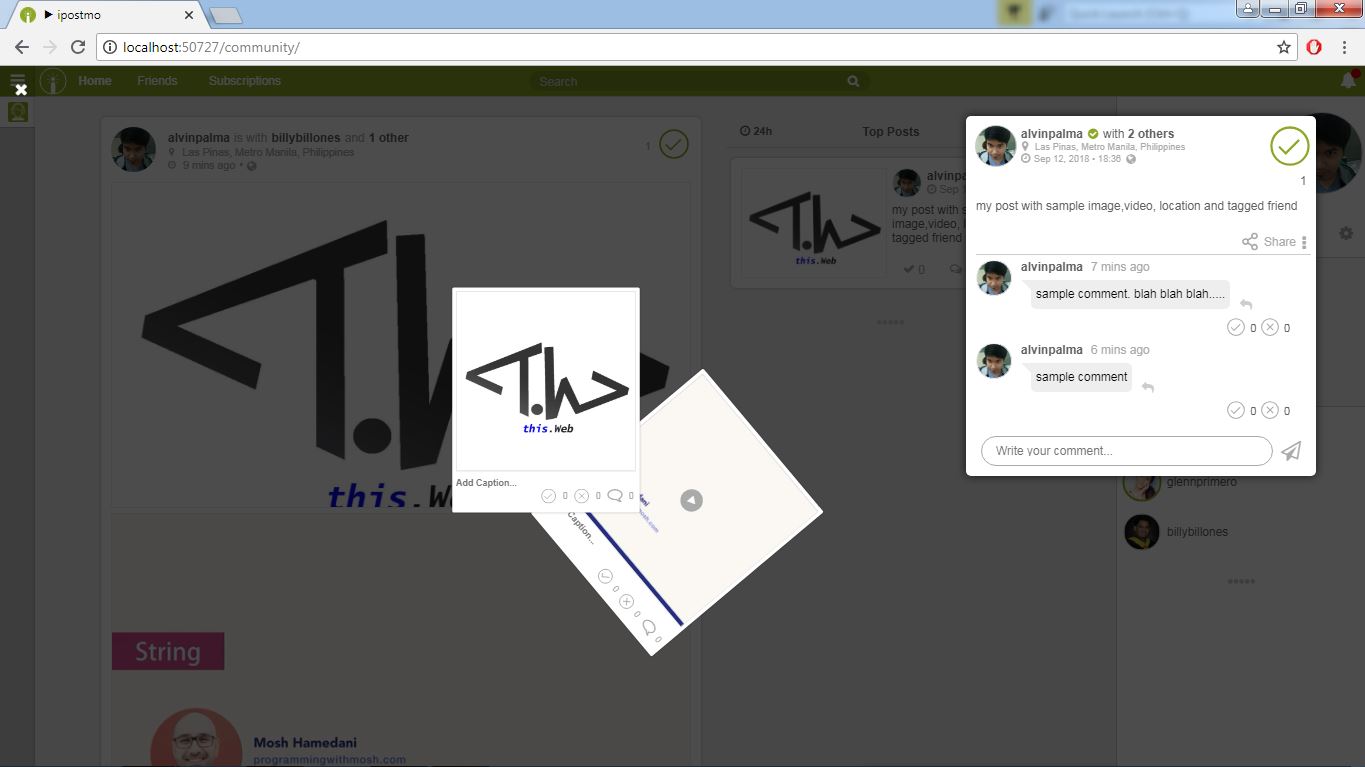 ipostmo
localhost:50727/community/
Home Friends Subscriptions
Search
alvinpalma is with billybillones and 1 other
Las Pinas, Metro Manila, Philippines
9 mins ago •
1
<T.h>
this.We
String
Mosh Hamedani
programmingwithmosh.com
24h Top Posts
<T.h>
this.Web
alvinpa
Sep 1
my post with s
image,video, l
tagged friend
0
<T.h>
this.Web
Add Caption...
0 0 0
Caption...
0 0 0
alvinpalma with 2 others
Las Pinas, Metro Manila, Philippines
Sep 12, 2018 • 18:36
1
my post with sample image,video, location and tagged friend
Share
alvinpalma 7 mins ago
sample comment. blah blah blah.....
0 0
alvinpalma 6 mins ago
sample comment
0 0
Write your comment...
glennprimero
billybillones